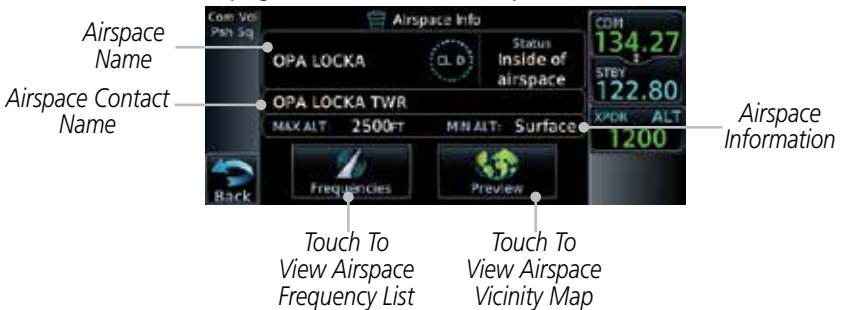 Airspace
Name
Airspace Contact
Name
Com Vol
Psh Sq
Airspace Info
OPA LOCKA
CL D
Status
Inside of
airspace
OPA LOCKA TWR
MAX ALT: 2500FT MIN ALT: Surface
Frequencies
Preview
Back
COM
134.27
STBY
122.80
XPDR ALT
1200
Airspace
Information
Touch To
View Airspace
Frequency List
Touch To
View Airspace
Vicinity Map